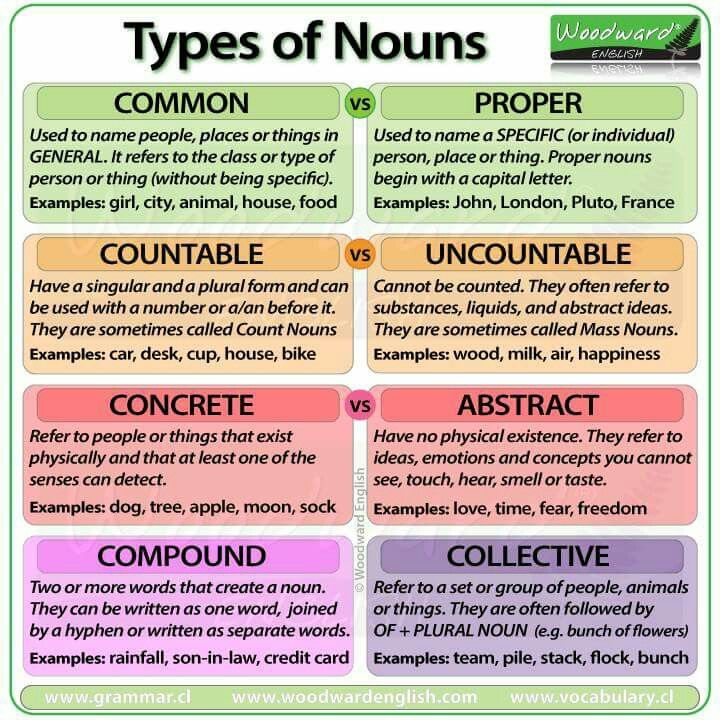 Types of Nouns
Woodward®
ENGLISH
COMMON
Used to name people, places or things in
GENERAL. It refers to the class or type of
person or thing (without being specific).
Examples: girl, city, animal, house, food
vs
PROPER
Used to name a SPECIFIC (or individual)
person, place or thing. Proper nouns
begin with a capital letter.
Examples: John, London, Pluto, France
COUNTABLE
Have a singular and a plural form and can
be used with a number or a/an before it.
They are sometimes called Count Nouns
Examples: car, desk, cup, house, bike
vs
UNCOUNTABLE
Cannot be counted. They often refer to
substances, liquids, and abstract ideas.
They are sometimes called Mass Nouns.
Examples: wood, milk, air, happiness
CONCRETE
Refer to people or things that exist
physically and that at least one of the
senses can detect.
Examples: dog, tree, apple, moon, sock
vs
ABSTRACT
Have no physical existence. They refer to
ideas, emotions and concepts you cannot
see, touch, hear, smell or taste.
Examples: love, time, fear, freedom
© Woodward English
COMPOUND
Two or more words that create a noun.
They can be written as one word, joined
by a hyphen or written as separate words.
Examples: rainfall, son-in-law, credit card
COLLECTIVE
Refer to a set or group of people, animals
or things. They are often followed by
OF + PLURAL NOUN (e.g. bunch of flowers)
Examples: team, pile, stack, flock, bunch
www.grammar.cl www.woodwardenglish.com www.vocabulary.cl